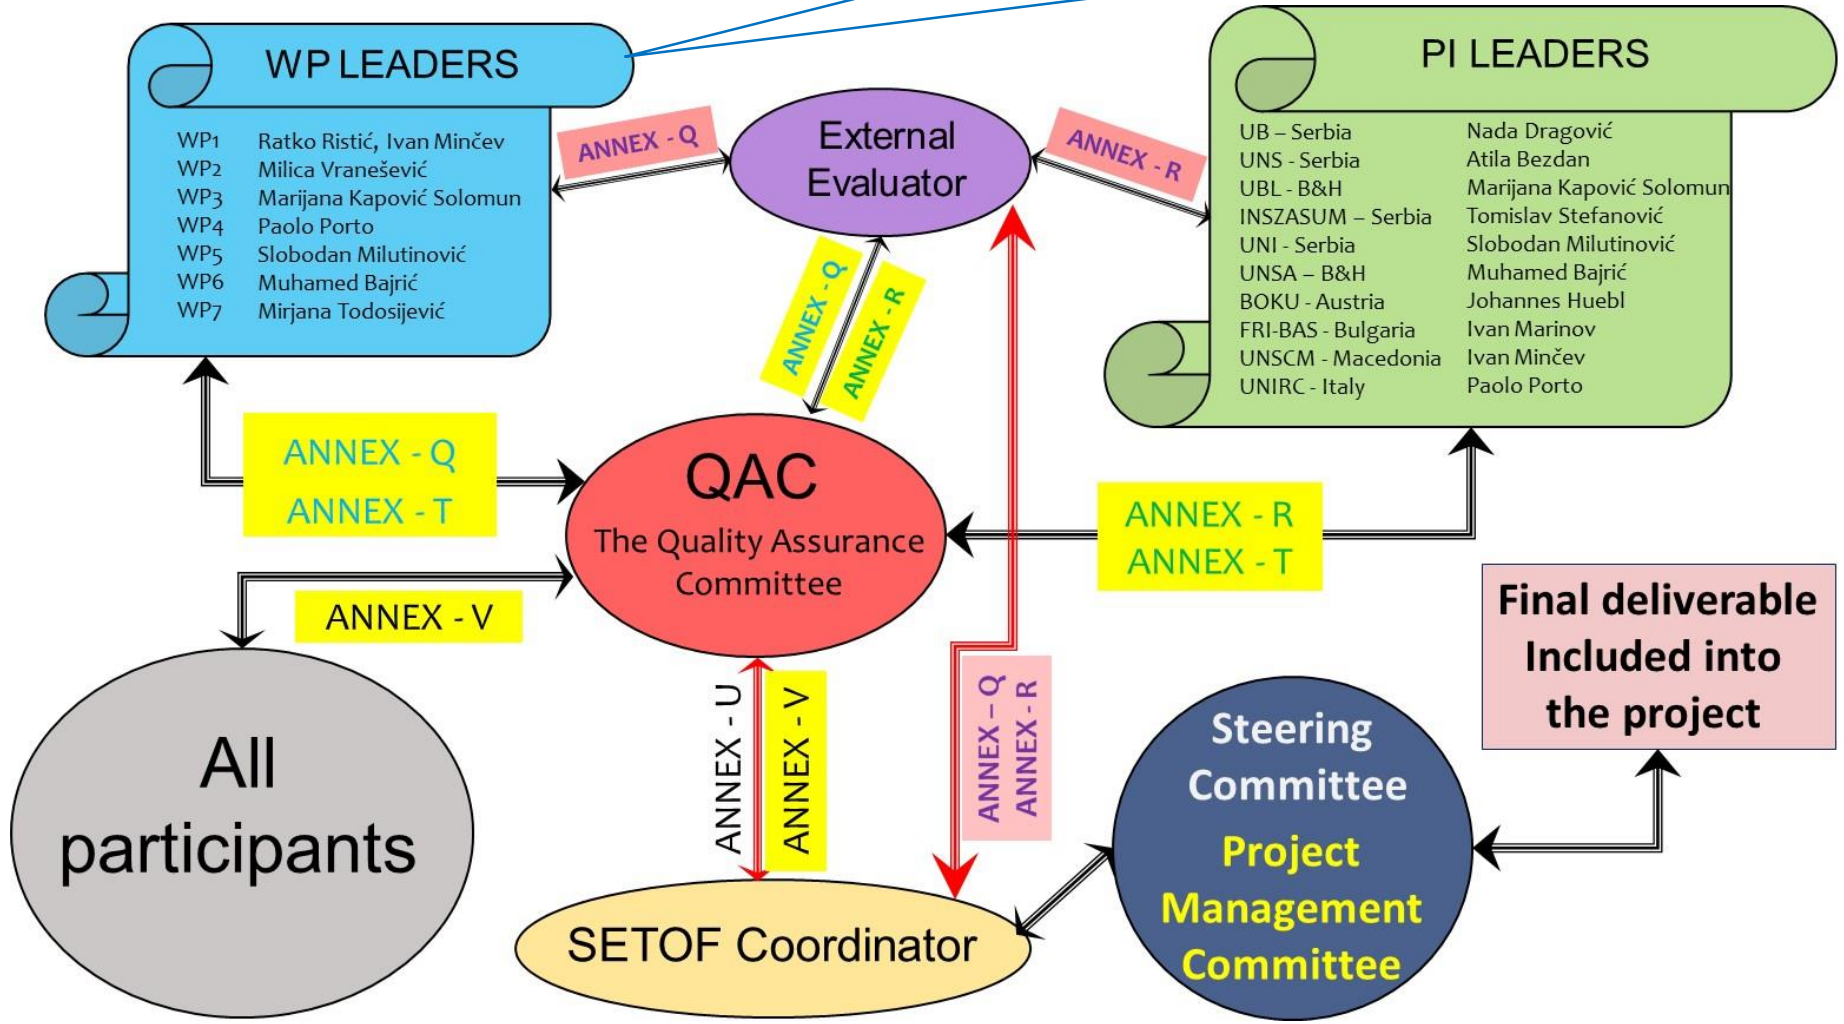 WP LEADERS
WP1 Ratko Ristić, Ivan Minčev
WP2 Milica Vranešević
WP3 Marijana Kapović Solomun
WP4 Paolo Porto
WP5 Slobodan Milutinović
WP6 Muhamed Bajrić
WP7 Mirjana Todosijević
ANNEX - Q
External
Evaluator
ANNEX - R
PI LEADERS
UB – Serbia Nada Dragović
UNS - Serbia Atila Bezdan
UBL - B&H Marijana Kapović Solomun
INSZASUM – Serbia Tomislav Stefanović
UNI - Serbia Slobodan Milutinović
UNSA – B&H Muhamed Bajrić
BOKU - Austria Johannes Huebl
FRI-BAS - Bulgaria Ivan Marinov
UNSCM - Macedonia Ivan Minčev
UNIRC - Italy Paolo Porto
ANNEX - Q
ANNEX - R
ANNEX - Q
ANNEX - T
QAC
The Quality Assurance
Committee
ANNEX - R
ANNEX - T
ANNEX - V
All
participants
ANNEX - U
ANNEX - V
ANNEX – Q
ANNEX - R
SETOF Coordinator
Steering
Committee
Project
Management
Committee
Final deliverable
Included into
the project